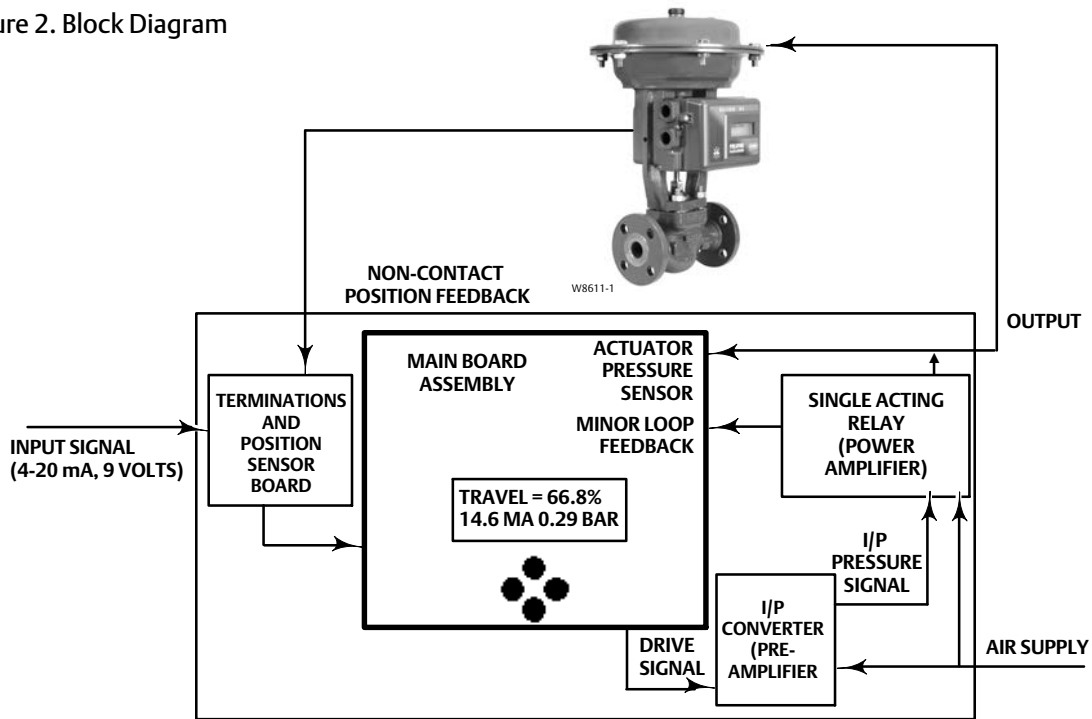 ure 2. Block Diagram
W8611-1
NON-CONTACT
POSITION FEEDBACK
OUTPUT
MAIN BOARD
ASSEMBLY
ACTUATOR
PRESSURE
SENSOR
MINOR LOOP
FEEDBACK
TERMINATIONS
AND
POSITION
SENSOR
BOARD
SINGLE ACTING
RELAY
(POWER
AMPLIFIER)
INPUT SIGNAL
(4-20 mA, 9 VOLTS)
TRAVEL = 66.8%
14.6 MA 0.29 BAR
I/P
PRESSURE
SIGNAL
I/P
CONVERTER
(PRE-
AMPLIFIER
DRIVE
SIGNAL
AIR SUPPLY